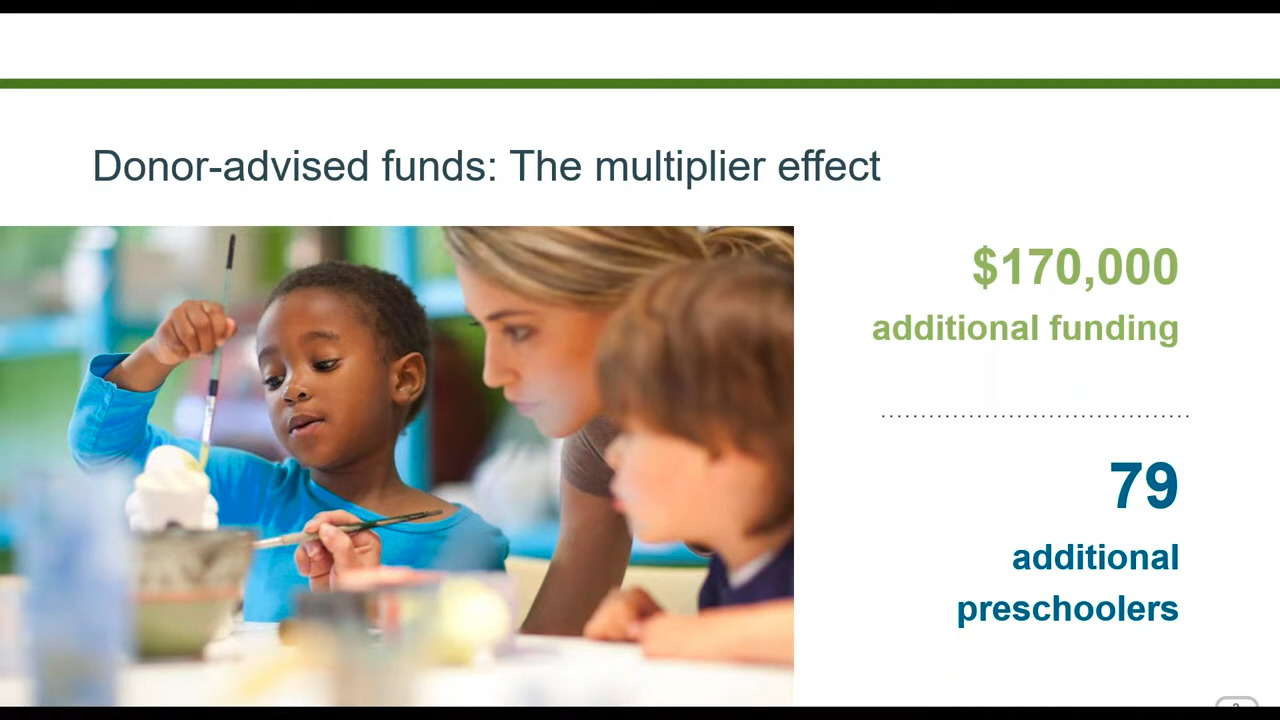 Donor-advised funds: The multiplier effect
$170,000
additional funding
79
additional
preschoolers